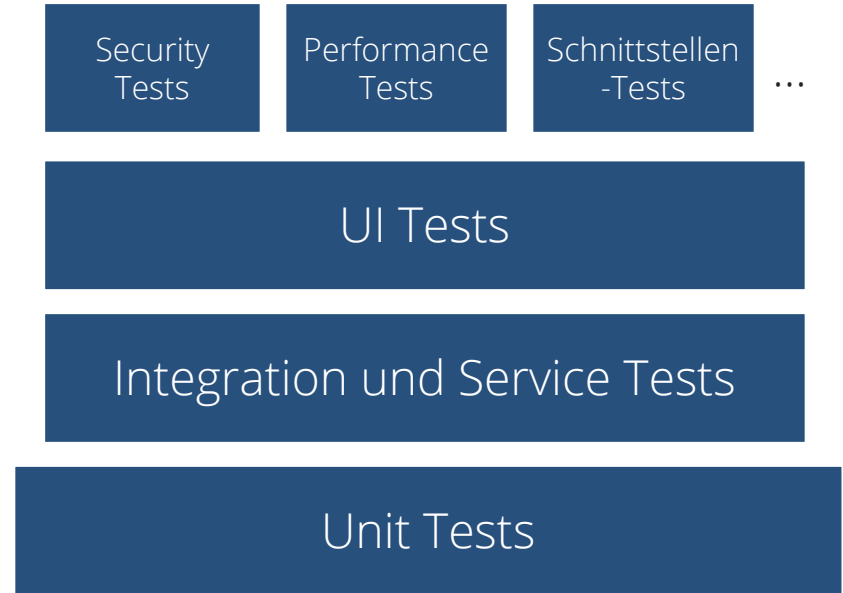 Security
Tests
Performance
Tests
Schnittstellen
-Tests
...
UI Tests
Integration und Service Tests
Unit Tests